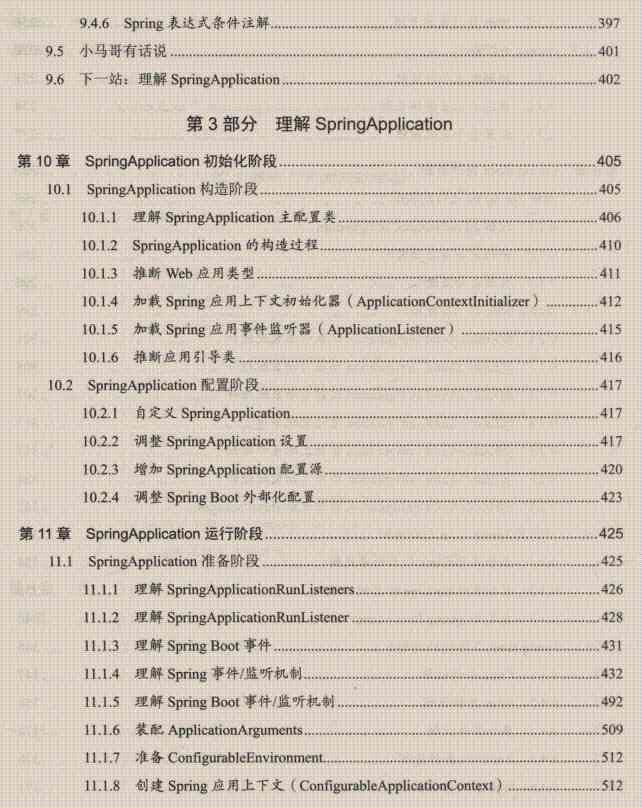 9.4.6 Spring 表达式条件注解 397
9.5 小马哥有话说 401
9.6 下一站：理解 SpringApplication 402
第 3 部分 理解 SpringApplication
第 10 章 SpringApplication 初始化阶段 405
10.1 SpringApplication 构造阶段 405
10.1.1 理解 SpringApplication 主配置类 406
10.1.2 SpringApplication 的构造过程 410
10.1.3 推断 Web 应用类型 411
10.1.4 加载 Spring 应用上下文初始化器（ApplicationContextInitializer） 412
10.1.5 加载 Spring 应用事件监听器（ApplicationListener） 415
10.1.6 推断应用引导类 416
10.2 SpringApplication 配置阶段 417
10.2.1 自定义 SpringApplication 417
10.2.2 调整 SpringApplication 设置 417
10.2.3 增加 SpringApplication 配置源 420
10.2.4 调整 Spring Boot 外部化配置 423
第 11 章 SpringApplication 运行阶段 425
11.1 SpringApplication 准备阶段 425
11.1.1 理解 SpringApplicationRunListeners 426
11.1.2 理解 SpringApplicationRunListener 428
11.1.3 理解 Spring Boot 事件 431
11.1.4 理解 Spring 事件/监听机制 432
11.1.5 理解 Spring Boot 事件/监听机制 492
11.1.6 装配 ApplicationArguments 509
11.1.7 准备 ConfigurableEnvironment 512
11.1.8 创建 Spring 应用上下文（ConfigurableApplicationContext） 512